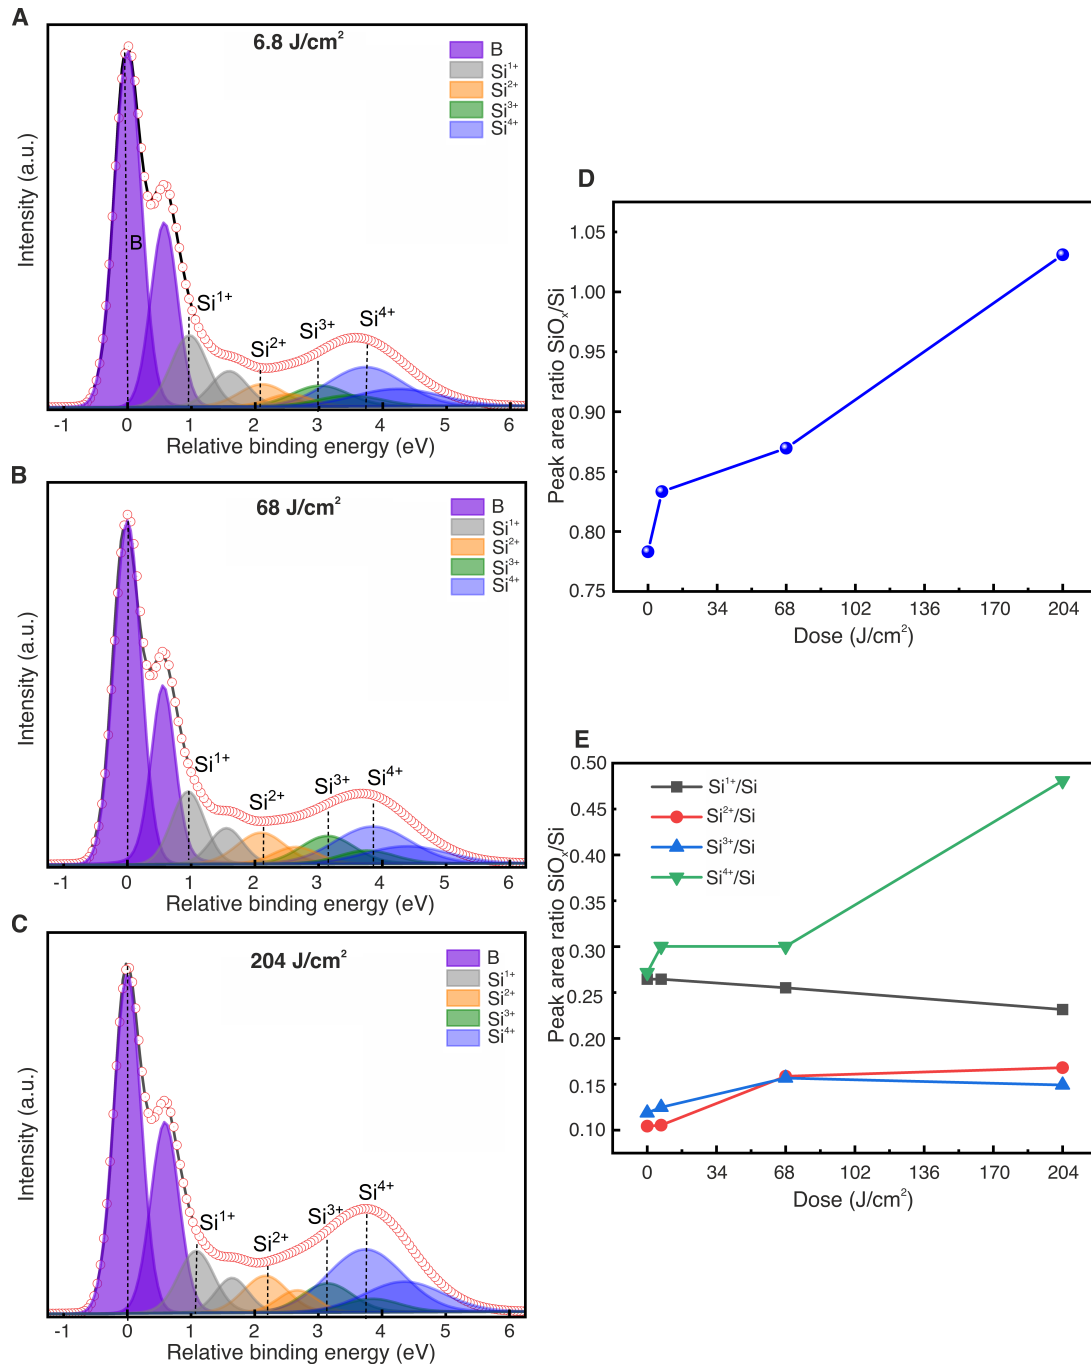 A
6.8 J/cm²
B
Si¹⁺
Si²⁺
Si³⁺
Si⁴⁺
B
Si¹⁺
Si²⁺
Si³⁺
Si⁴⁺
Intensity (a.u.)
-1 0 1 2 3 4 5 6
Relative binding energy (eV)
B
68 J/cm²
B
Si¹⁺
Si²⁺
Si³⁺
Si⁴⁺
Si¹⁺
Si²⁺
Si³⁺
Si⁴⁺
Intensity (a.u.)
-1 0 1 2 3 4 5 6
Relative binding energy (eV)
C
204 J/cm²
B
Si¹⁺
Si²⁺
Si³⁺
Si⁴⁺
Si¹⁺
Si²⁺
Si³⁺
Si⁴⁺
Intensity (a.u.)
-1 0 1 2 3 4 5 6
Relative binding energy (eV)
D
Peak area ratio SiOₓ/Si
1.05
1.00
0.95
0.90
0.85
0.80
0.75
0 34 68 102 136 170 204
Dose (J/cm²)
E
Peak area ratio SiOₓ/Si
0.50
0.45
0.40
0.35
0.30
0.25
0.20
0.15
0.10
Si¹⁺/Si
Si²⁺/Si
Si³⁺/Si
Si⁴⁺/Si
0 34 68 102 136 170 204
Dose (J/cm²)